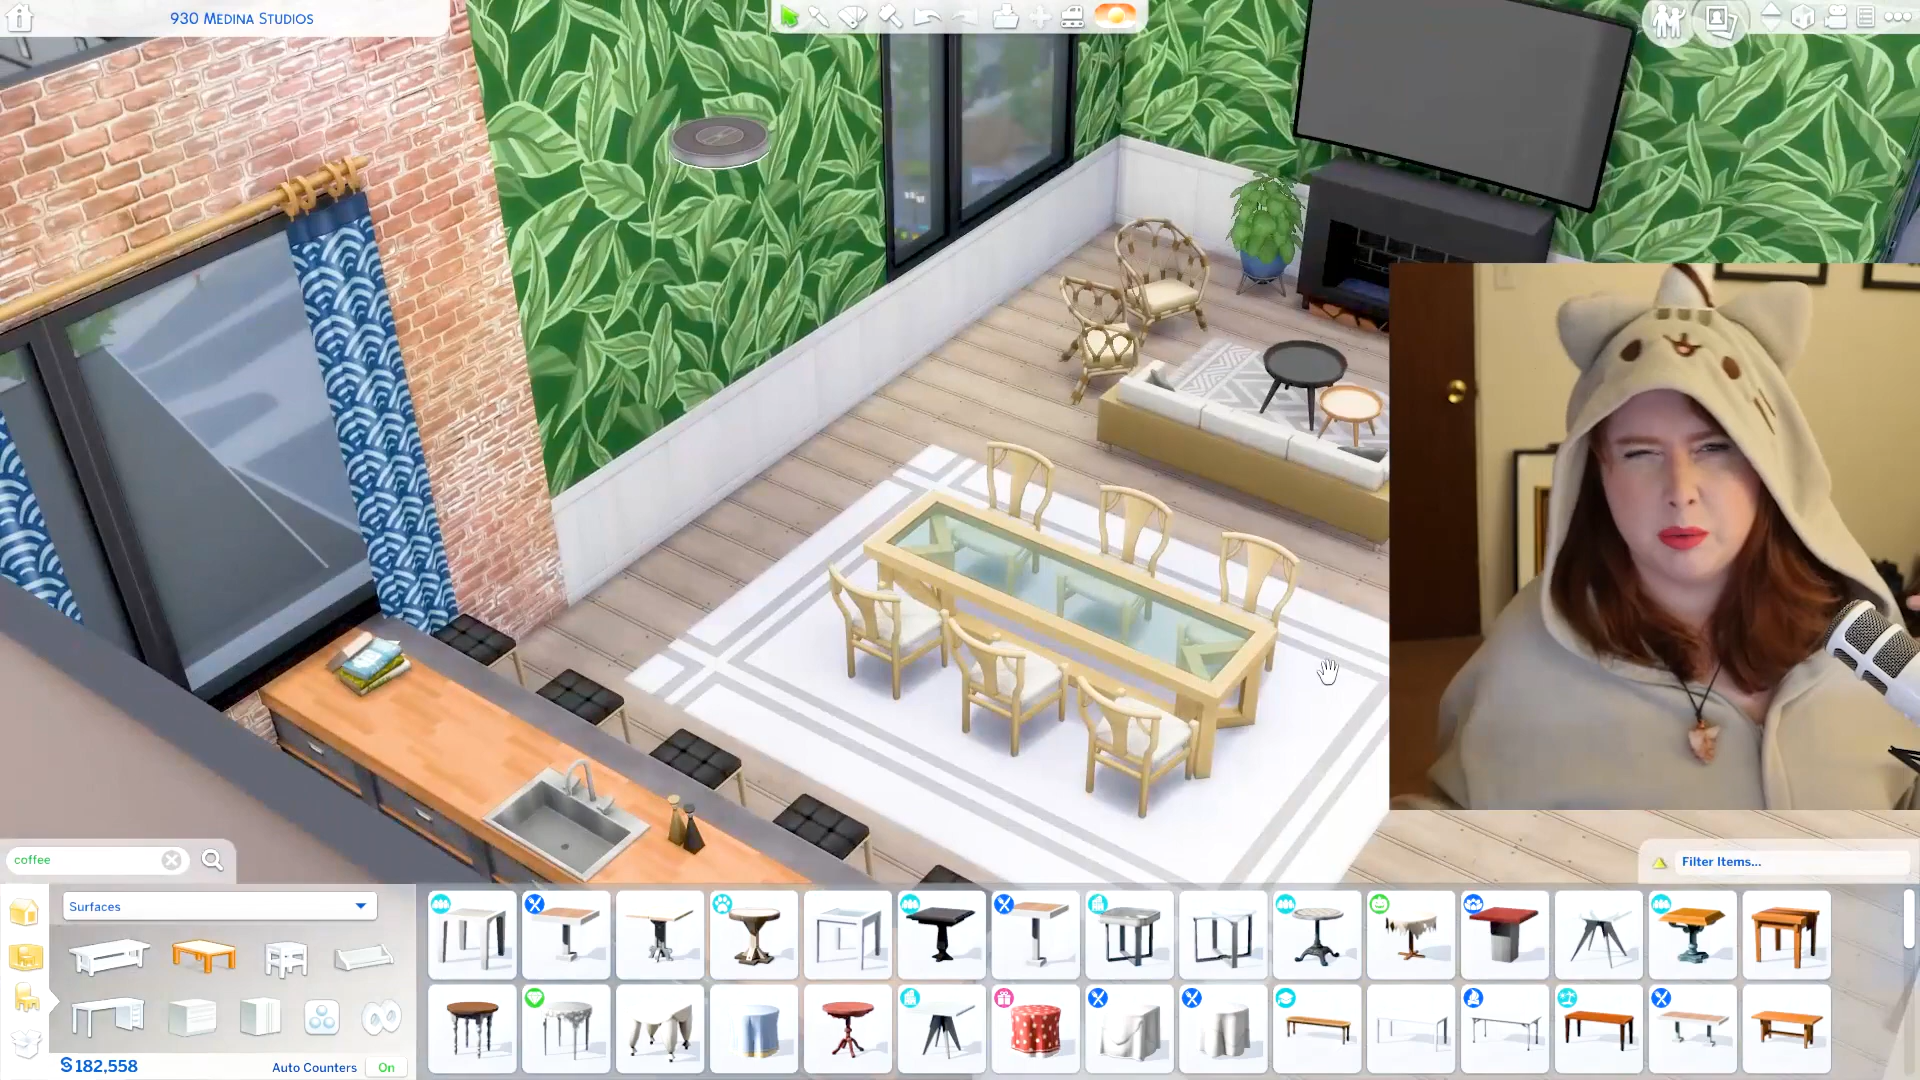 930 Medina Studios
coffee
Filter Items...
Surfaces
§182,558
Auto Counters
On